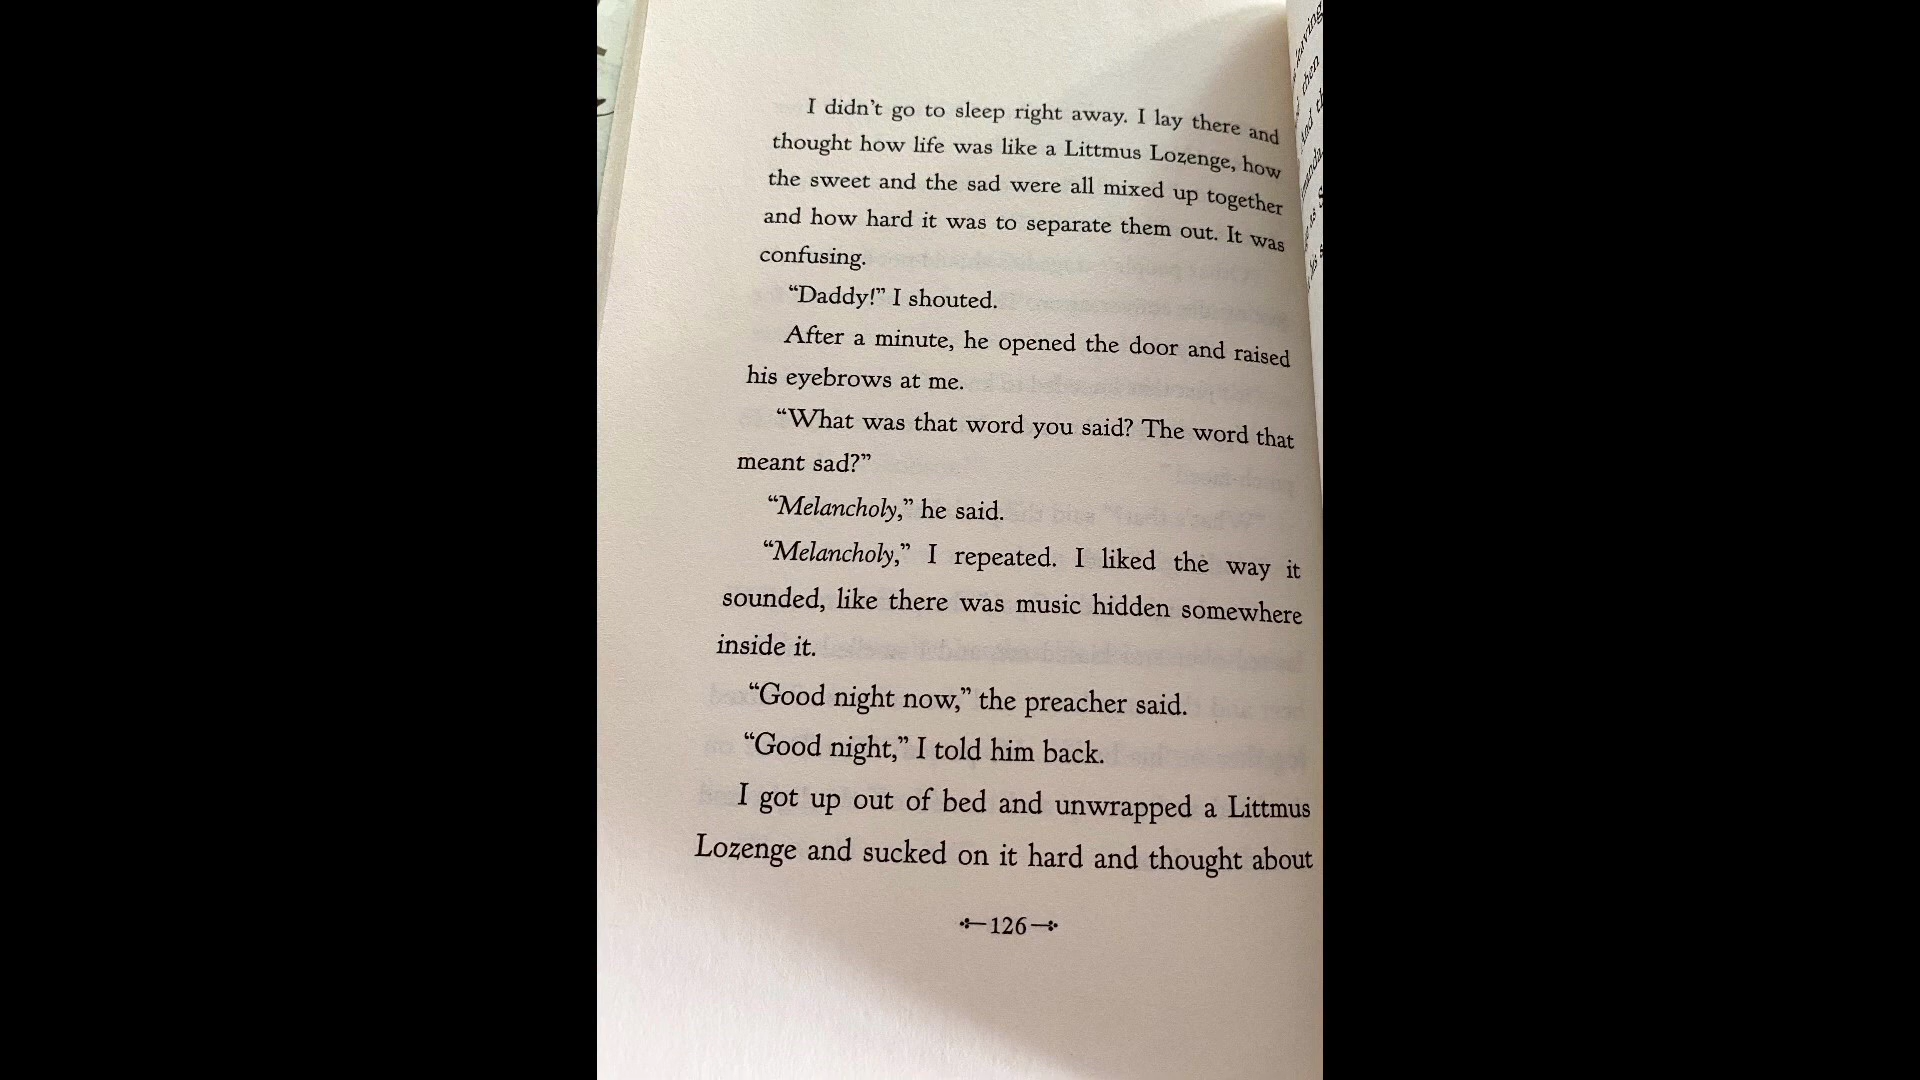 I didn’t go to sleep right away. I lay there and
thought how life was like a Littmus Lozenge, how
the sweet and the sad were all mixed up together
and how hard it was to separate them out. It was
confusing.
“Daddy!” I shouted.
After a minute, he opened the door and raised
his eyebrows at me.
“What was that word you said? The word that
meant sad?”
“Melancholy,” he said.
“Melancholy,” I repeated. I liked the way it
sounded, like there was music hidden somewhere
inside it.
“Good night now,” the preacher said.
“Good night,” I told him back.
I got up out of bed and unwrapped a Littmus
Lozenge and sucked on it hard and thought about
126